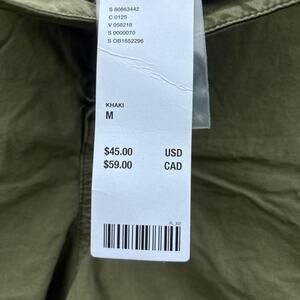 S 80663442
C 0125
V 058218
S 0000070
S OB1652296
KHAKI
M
$45.00 USD
$59.00 CAD